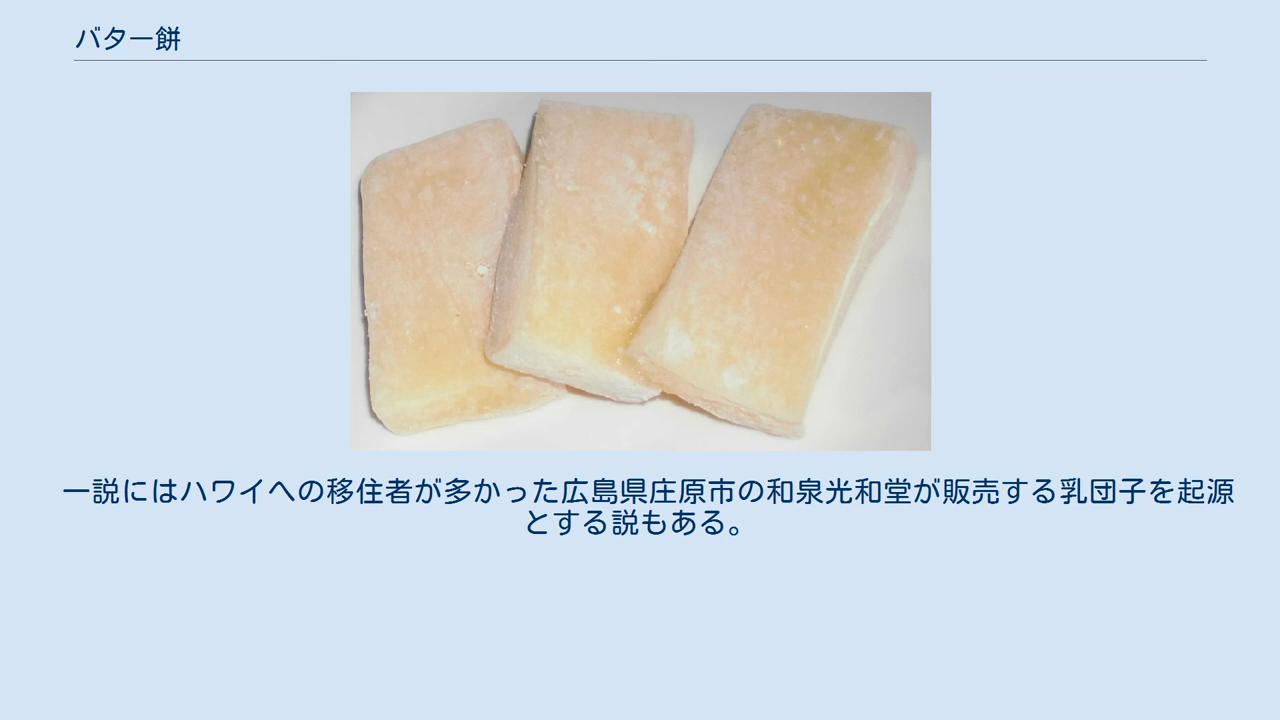 バター餅
一説にはハワイへの移住者が多かった広島県庄原市の和泉光和堂が販売する乳団子を起源
とする説もある。